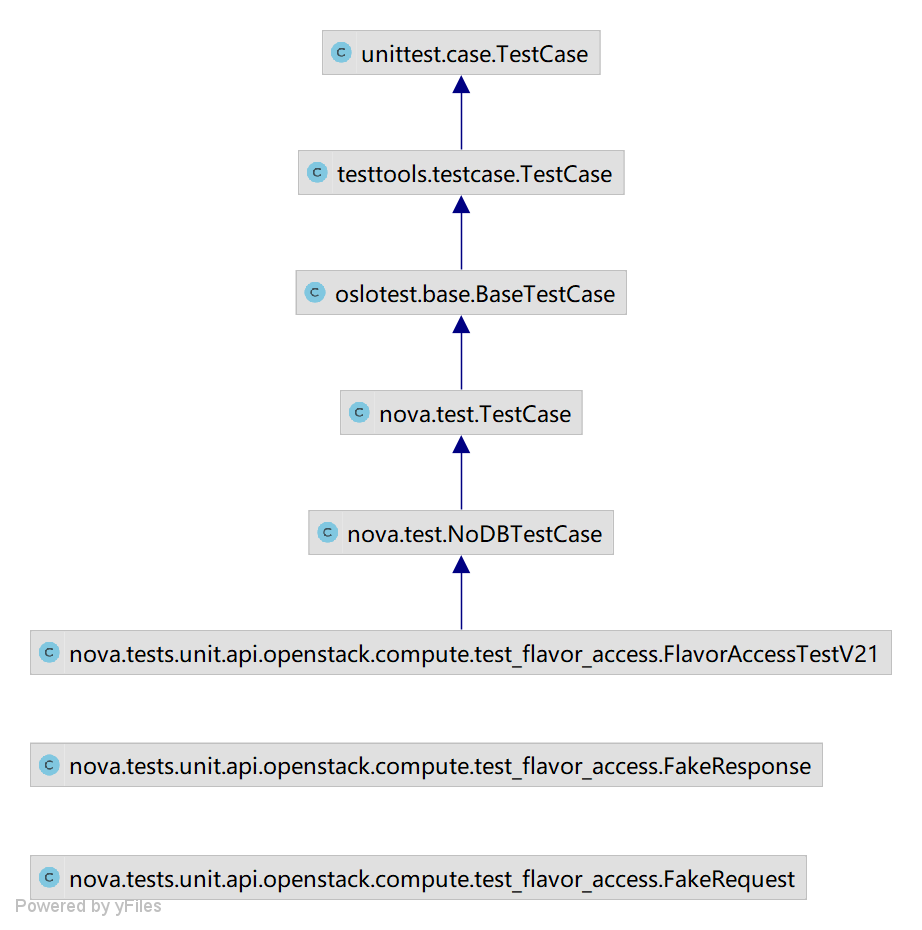 C unittest.case.TestCase
C testtools.testcase.TestCase
C oslotest.base.BaseTestCase
C nova.test.TestCase
C nova.test.NoDBTestCase
C nova.tests.unit.api.openstack.compute.test_flavor_access.FlavorAccessTestV21
C nova.tests.unit.api.openstack.compute.test_flavor_access.FakeResponse
C nova.tests.unit.api.openstack.compute.test_flavor_access.FakeRequest
Powered by yFiles